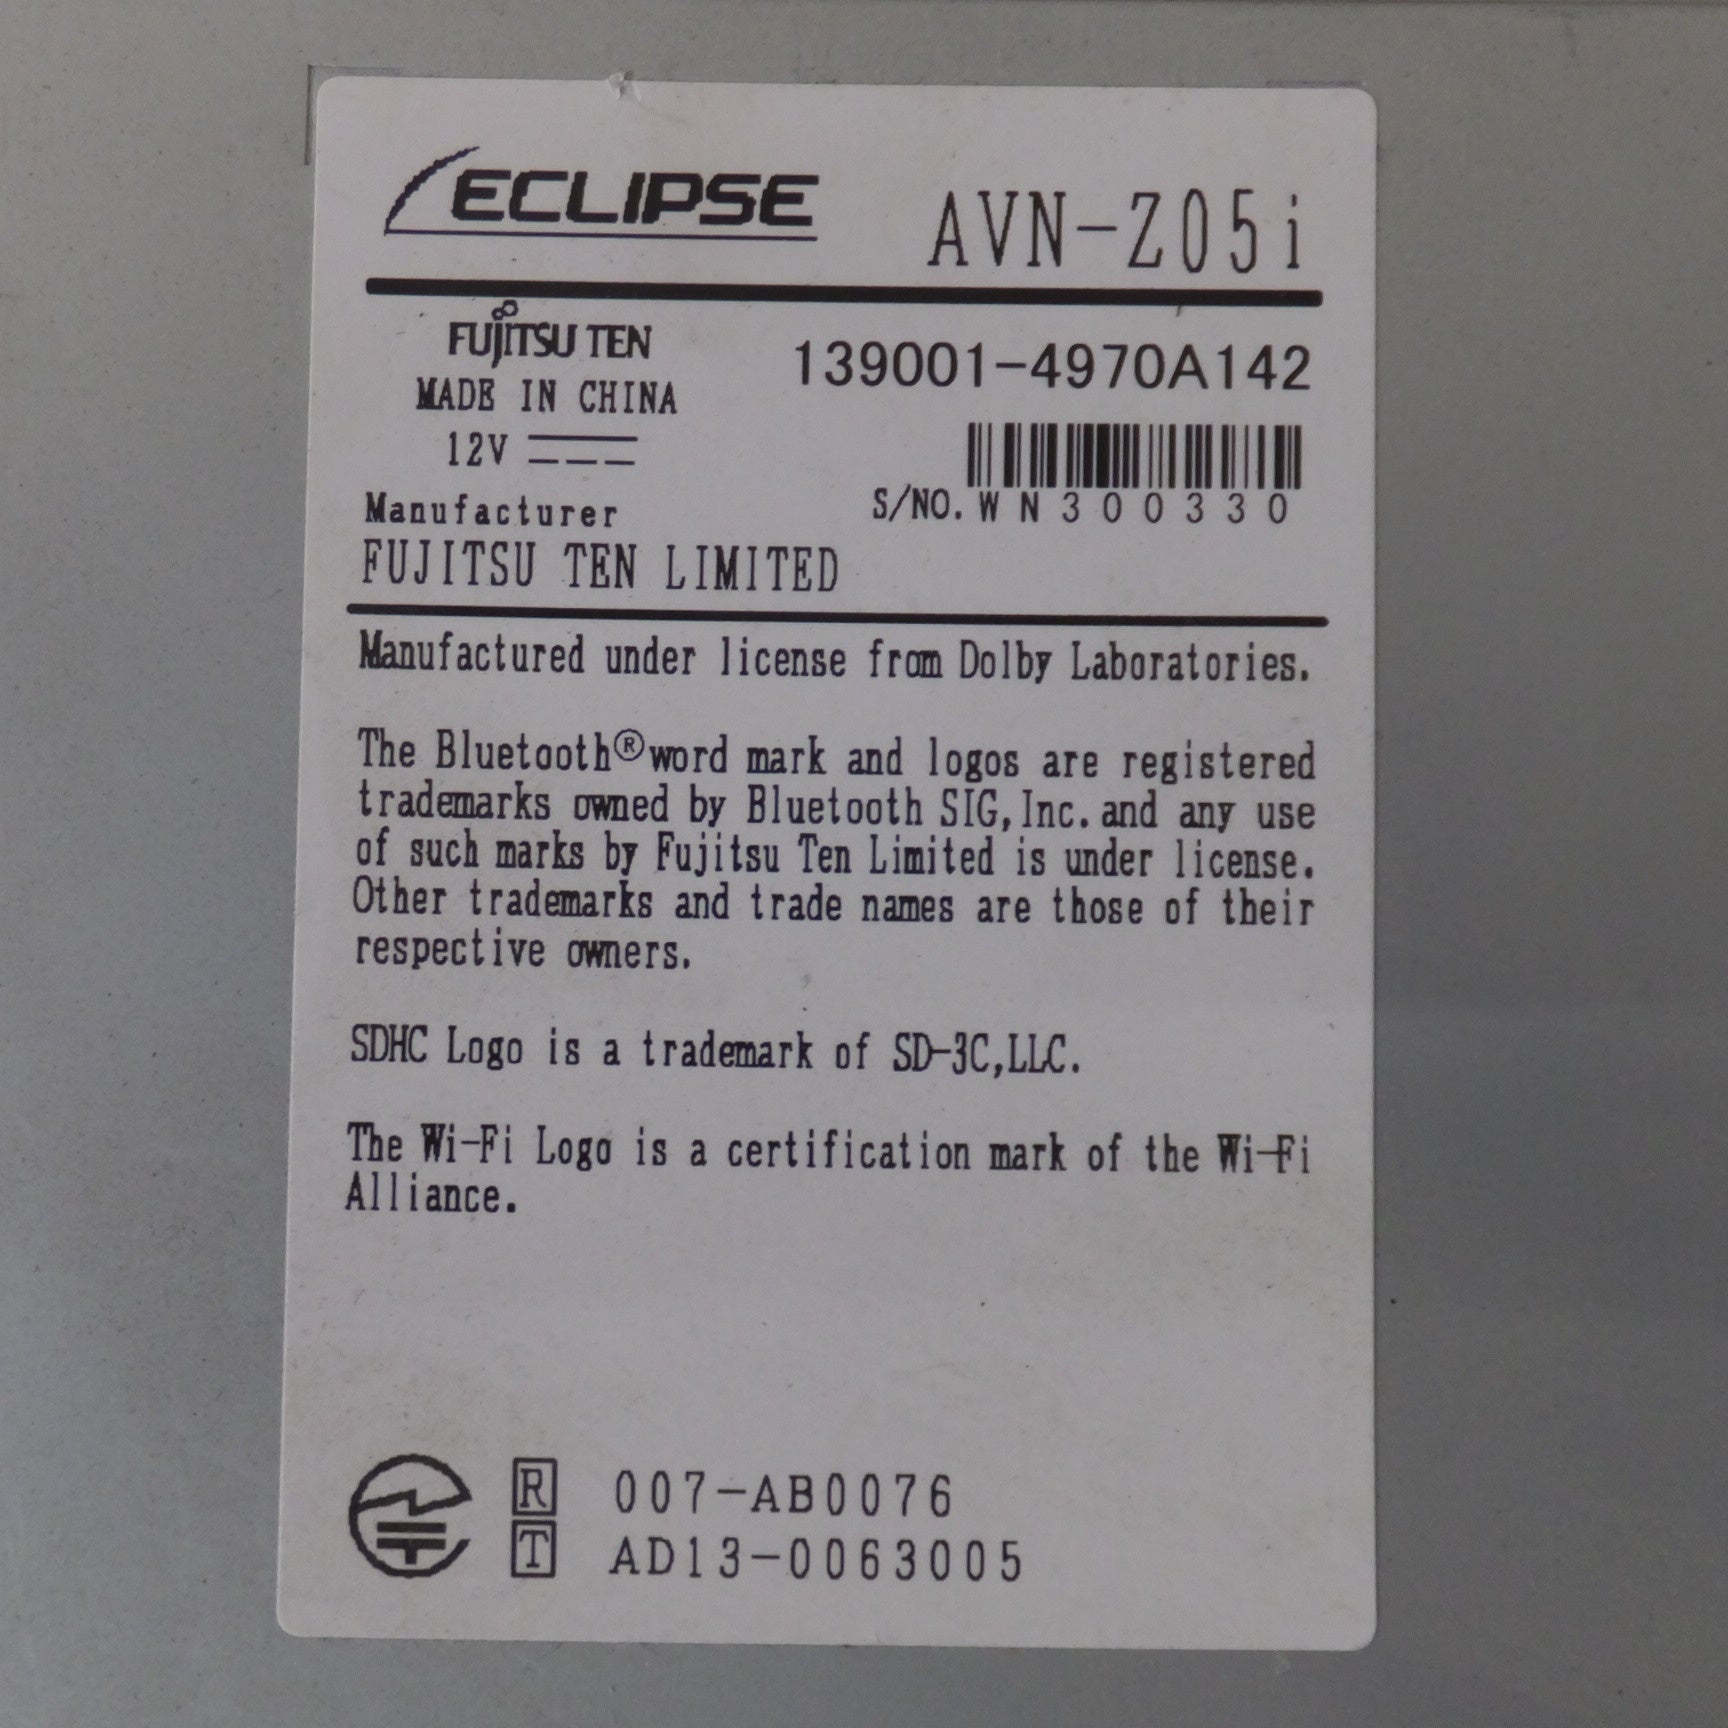 ECLIPSE AVN-Z05i
FUJITSU TEN 139001-4970A142
MADE IN CHINA
12V
S/NO. WN300330
Manufacturer
FUJITSU TEN LIMITED
Manufactured under license from Dolby Laboratories.
The Bluetooth® word mark and logos are registered
trademarks owned by Bluetooth SIG, Inc. and any use
of such marks by Fujitsu Ten Limited is under license.
Other trademarks and trade names are those of their
respective owners.
SDHC Logo is a trademark of SD-3C,LLC.
The Wi-Fi Logo is a certification mark of the Wi-Fi
Alliance.
R 007-AB0076
T AD13-0063005